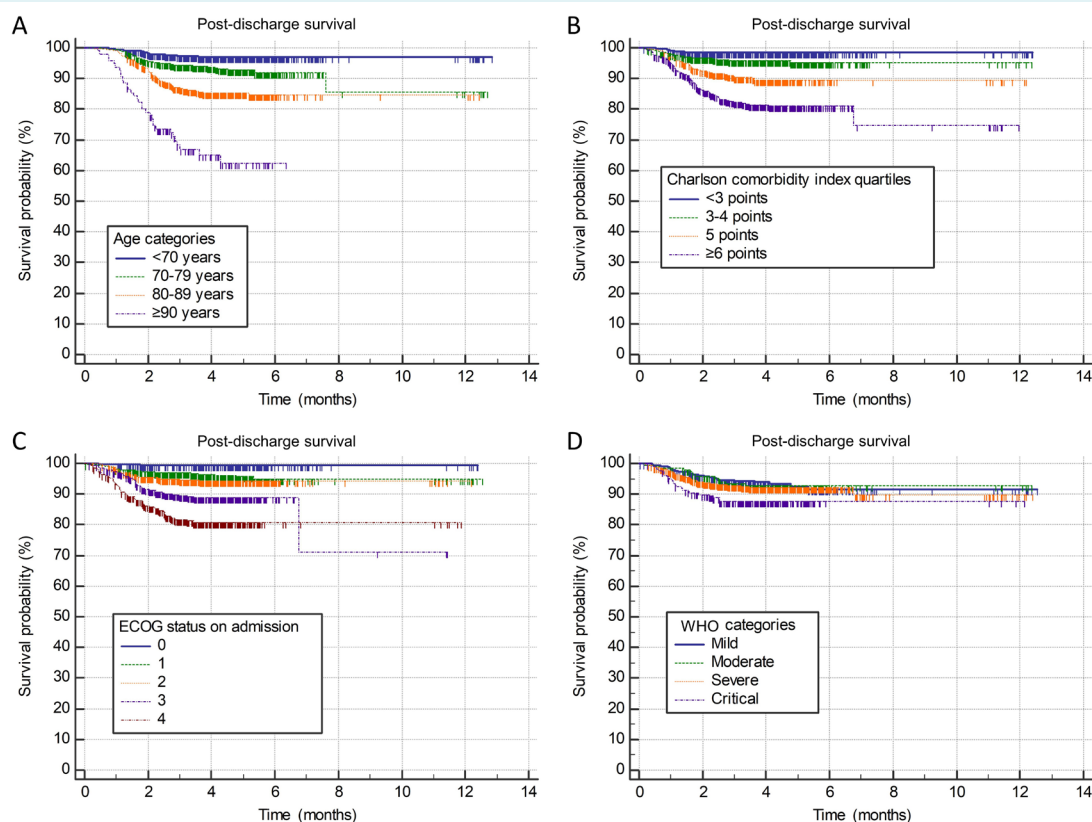 A
Post-discharge survival
Survival probability (%)
100
90
80
70
60
50
40
30
20
10
0
Age categories
<70 years
70-79 years
80-89 years
≥90 years
0 2 4 6 8 10 12 14
Time (months)
B
Post-discharge survival
Survival probability (%)
100
90
80
70
60
50
40
30
20
10
0
Charlson comorbidity index quartiles
<3 points
3-4 points
5 points
≥6 points
0 2 4 6 8 10 12 14
Time (months)
C
Post-discharge survival
Survival probability (%)
100
90
80
70
60
50
40
30
20
10
0
ECOG status on admission
0
1
2
3
4
0 2 4 6 8 10 12 14
Time (months)
D
Post-discharge survival
Survival probability (%)
100
90
80
70
60
50
40
30
20
10
0
WHO categories
Mild
Moderate
Severe
Critical
0 2 4 6 8 10 12 14
Time (months)